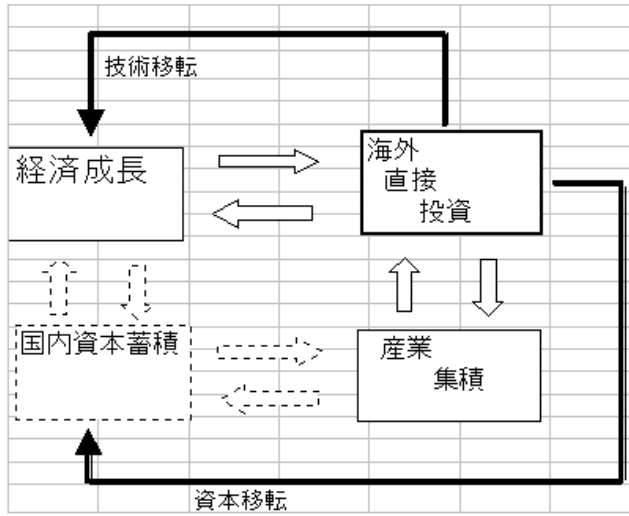 技術移転
経済成長
海外
直接
投資
国内資本蓄積
産業
集積
資本移転